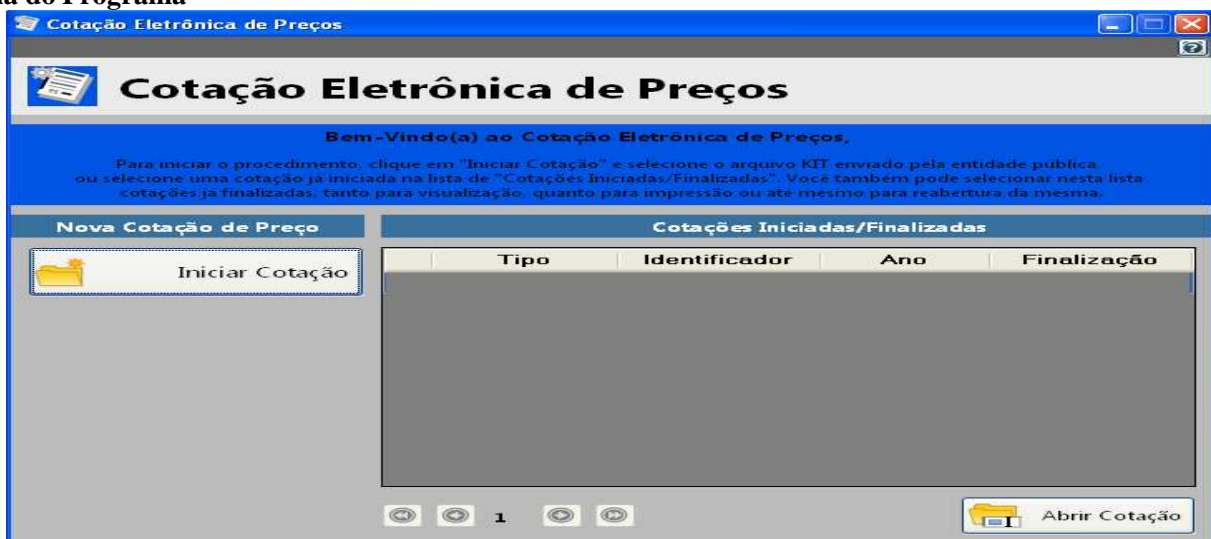 do Programa
Cotação Eletrônica de Preços
Cotação Eletrônica de Preços
Bem-Vindo(a) ao Cotação Eletrônica de Preços,
Para iniciar o procedimento, clique em "Iniciar Cotação" e selecione o arquivo KIT enviado pela entidade publica,
ou selecione uma cotação já iniciada na lista de "Cotações Iniciadas/Finalizadas". Você também pode selecionar nesta lista
cotações já finalizadas, tanto para visualização, quanto para impressão ou até mesmo para reabertura da mesma.
Nova Cotação de Preço
Cotações Iniciadas/Finalizadas
Iniciar Cotação
Tipo Identificador Ano Finalização
1
Abrir Cotação